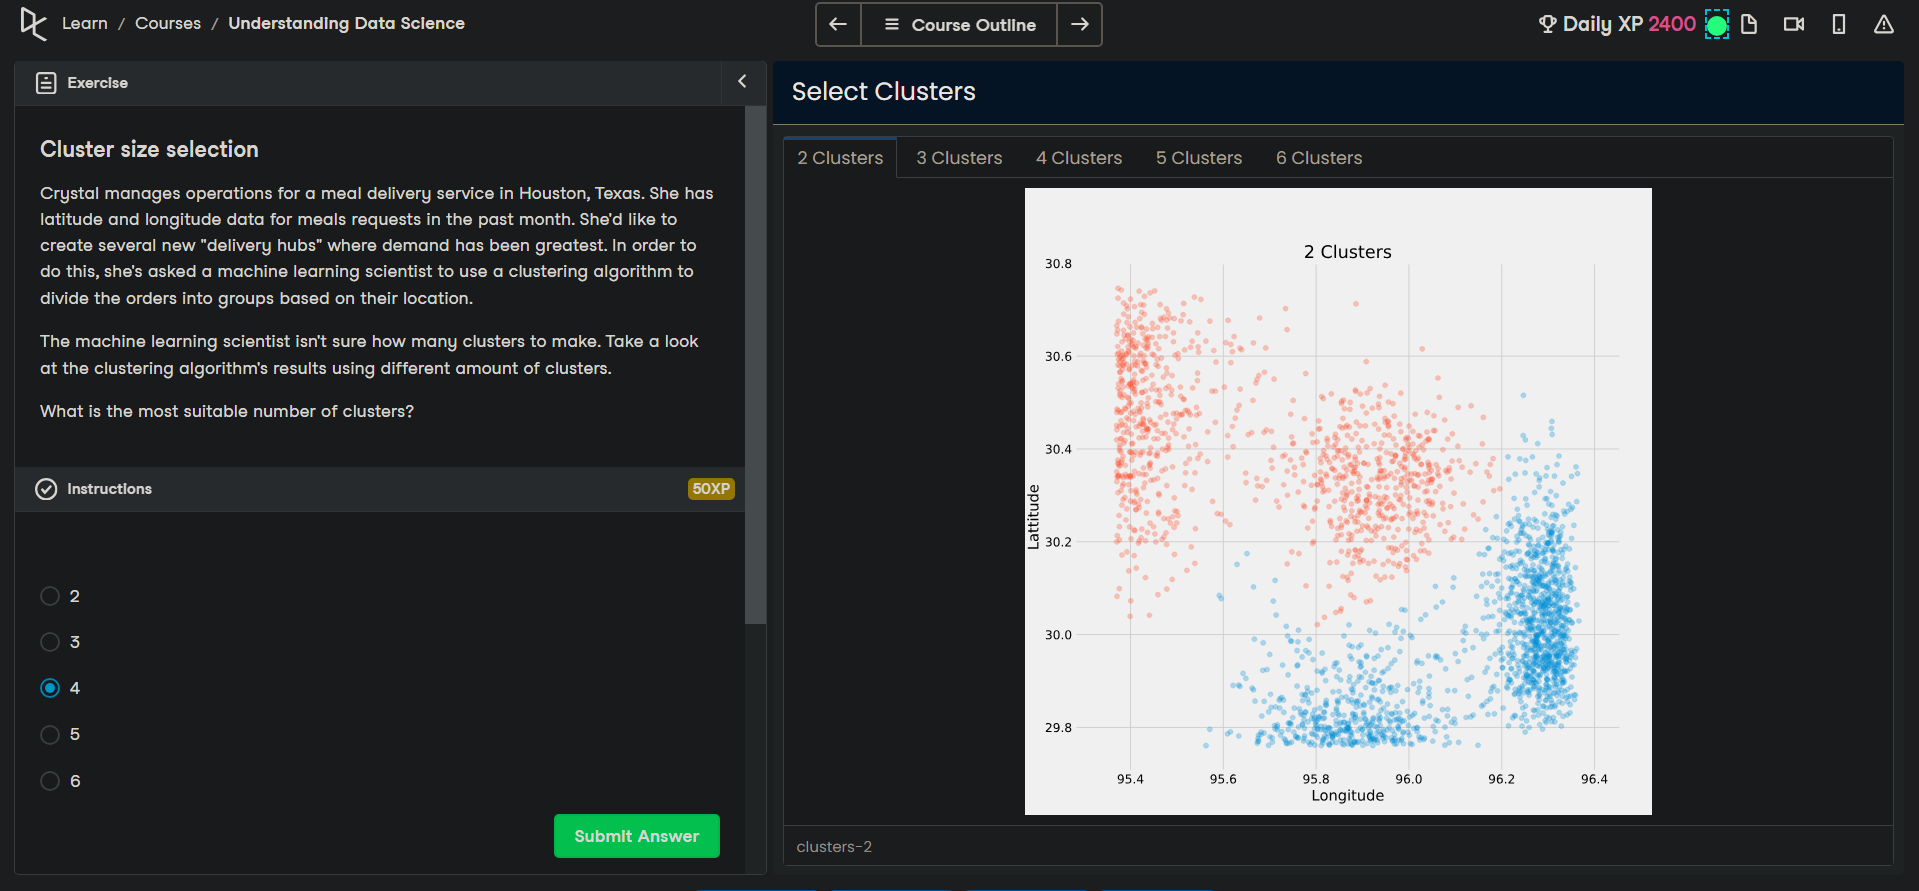 Learn / Courses / Understanding Data Science
Course Outline
Daily XP 2400
Exercise
Cluster size selection
Crystal manages operations for a meal delivery service in Houston, Texas. She has
latitude and longitude data for meals requests in the past month. She'd like to
create several new "delivery hubs" where demand has been greatest. In order to
do this, she's asked a machine learning scientist to use a clustering algorithm to
divide the orders into groups based on their location.
The machine learning scientist isn't sure how many clusters to make. Take a look
at the clustering algorithm's results using different amount of clusters.
What is the most suitable number of clusters?
Instructions
50XP
2
3
4
5
6
Submit Answer
Select Clusters
2 Clusters 3 Clusters 4 Clusters 5 Clusters 6 Clusters
2 Clusters
30.8
30.6
30.4
30.2
30.0
29.8
Lattitude
95.4 95.6 95.8 96.0 96.2 96.4
Longitude
clusters-2